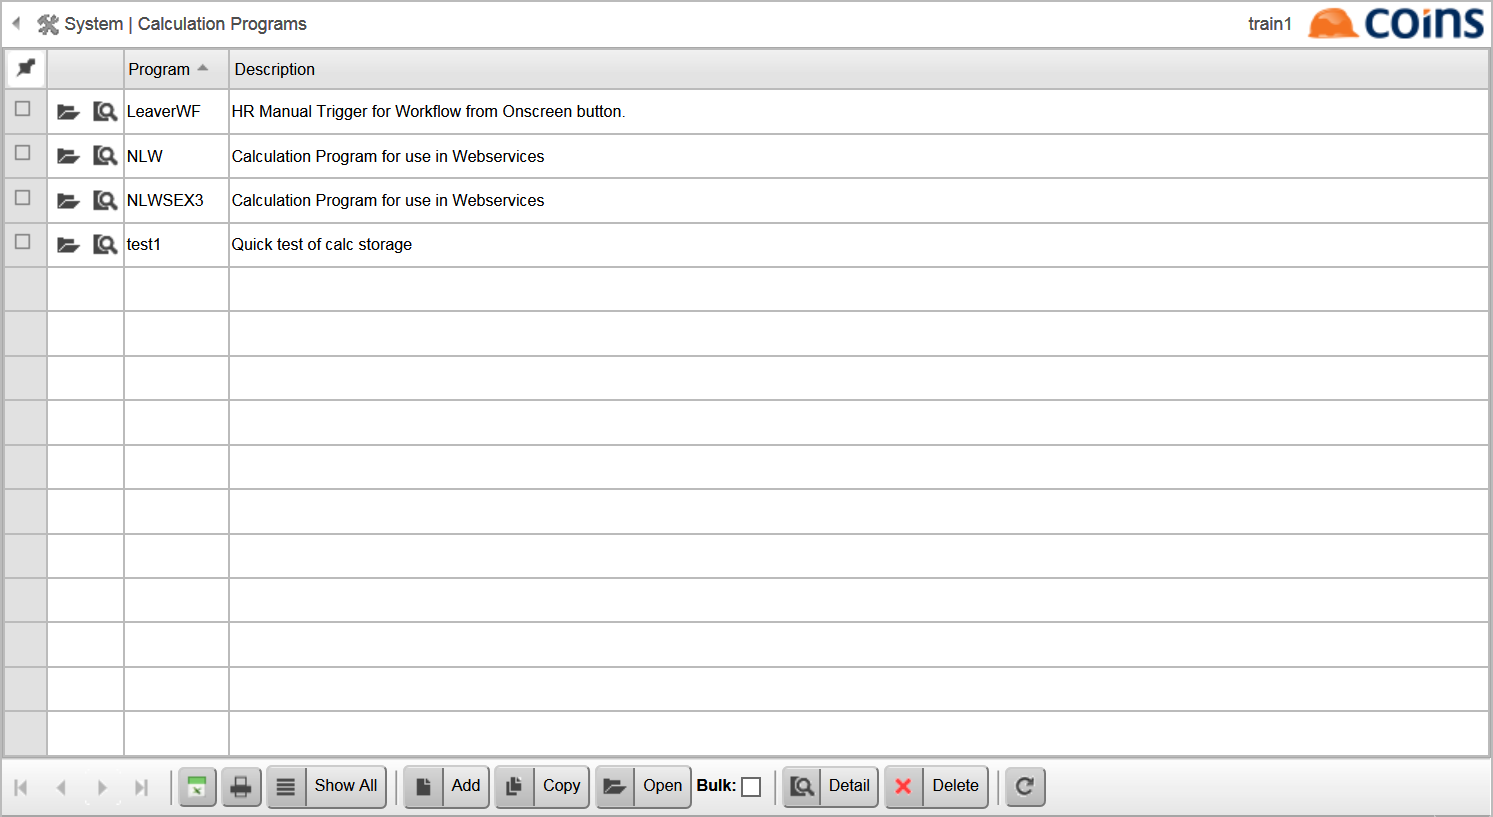 System | Calculation Programs
train1
coins
Program Description
LeaverWF HR Manual Trigger for Workflow from Onscreen button.
NLW Calculation Program for use in Webservices
NLWSEX3 Calculation Program for use in Webservices
test1 Quick test of calc storage
Show All Add Copy Open Bulk: Detail Delete